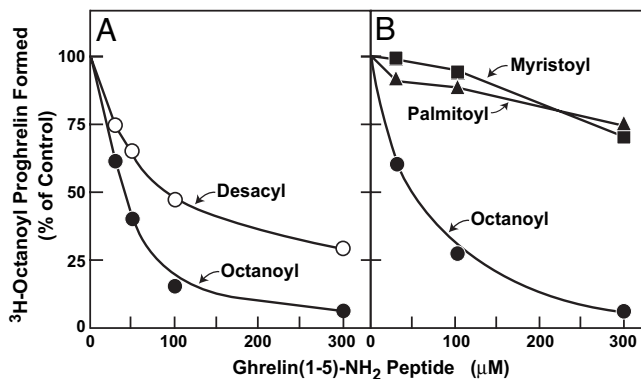 A
B
³H-Octanoyl Proghrelin Formed
(% of Control)
100
75
50
25
0
Desacyl
Octanoyl
Myristoyl
Palmitoyl
Octanoyl
0 100 200 300
0 100 200 300
Ghrelin(1-5)-NH₂ Peptide (μM)